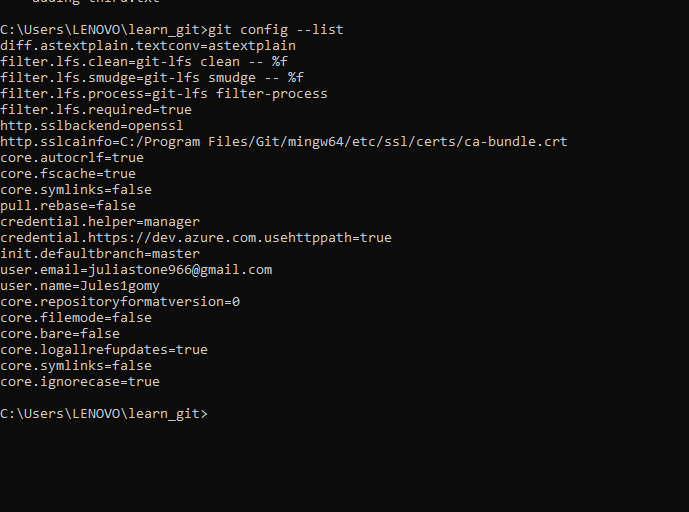 adding third.txt
C:\Users\LENOVO\learn_git>git config --list
diff.astextplain.textconv=astextplain
filter.lfs.clean=git-lfs clean -- %f
filter.lfs.smudge=git-lfs smudge -- %f
filter.lfs.process=git-lfs filter-process
filter.lfs.required=true
http.sslbackend=openssl
http.sslcainfo=C:/Program Files/Git/mingw64/etc/ssl/certs/ca-bundle.crt
core.autocrlf=true
core.fscache=true
core.symlinks=false
pull.rebase=false
credential.helper=manager
credential.https://dev.azure.com.usehttppath=true
init.defaultbranch=master
user.email=juliastone966@gmail.com
user.name=Jules1gomy
core.repositoryformatversion=0
core.filemode=false
core.bare=false
core.logallrefupdates=true
core.symlinks=false
core.ignorecase=true
C:\Users\LENOVO\learn_git>